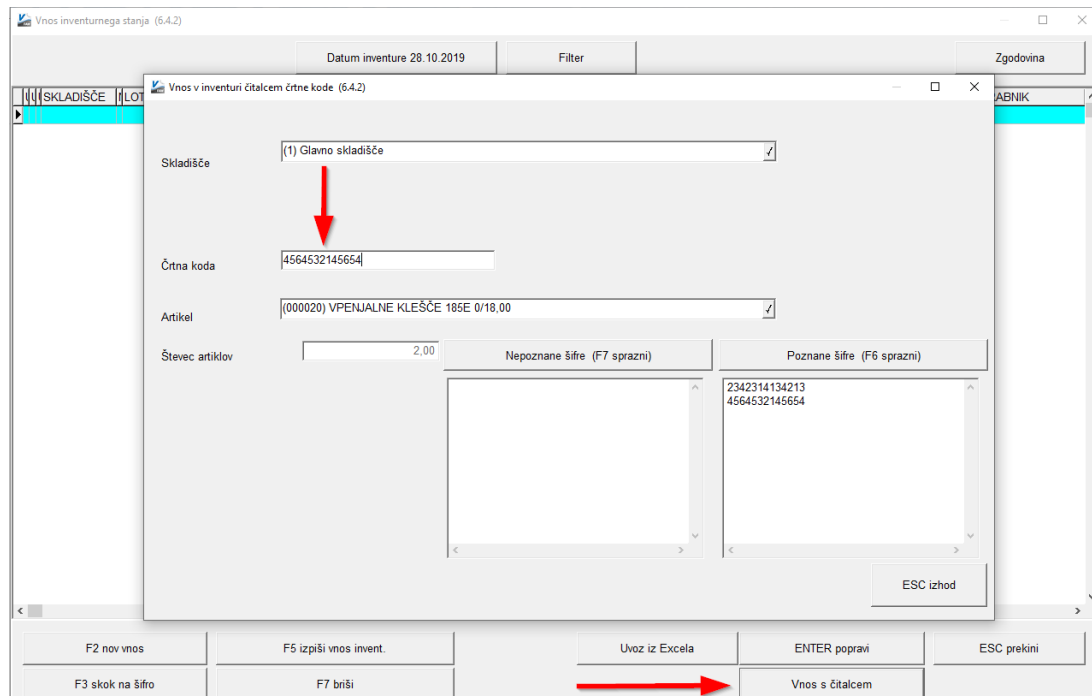 Vnos inventurnega stanja (6.4.2)
Datum inventure 28.10.2019
Filter
Zgodovina
SKLADIŠČE
LOT
ABNIK
Vnos v inventuri čitalcem črtne kode (6.4.2)
Skladišče
(1) Glavno skladišče
Črtna koda
4564532145654
Artikel
(000020) VPENJALNE KLEŠČE 185E 0/18,00
Števec artiklov
2,00
Nepoznane šifre (F7 sprazni)
Poznane šifre (F6 sprazni)
2342314134213
4564532145654
ESC izhod
F2 nov vnos
F5 izpiši vnos invent.
Uvoz iz Excela
ENTER popravi
ESC prekini
F3 skok na šifro
F7 briši
Vnos s čitalcem